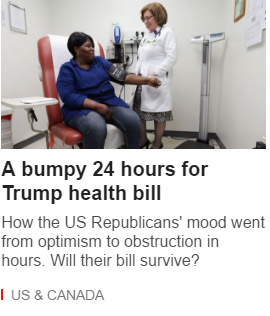 A bumpy 24 hours for
Trump health bill
How the US Republicans' mood went
from optimism to obstruction in
hours. Will their bill survive?
US & CANADA